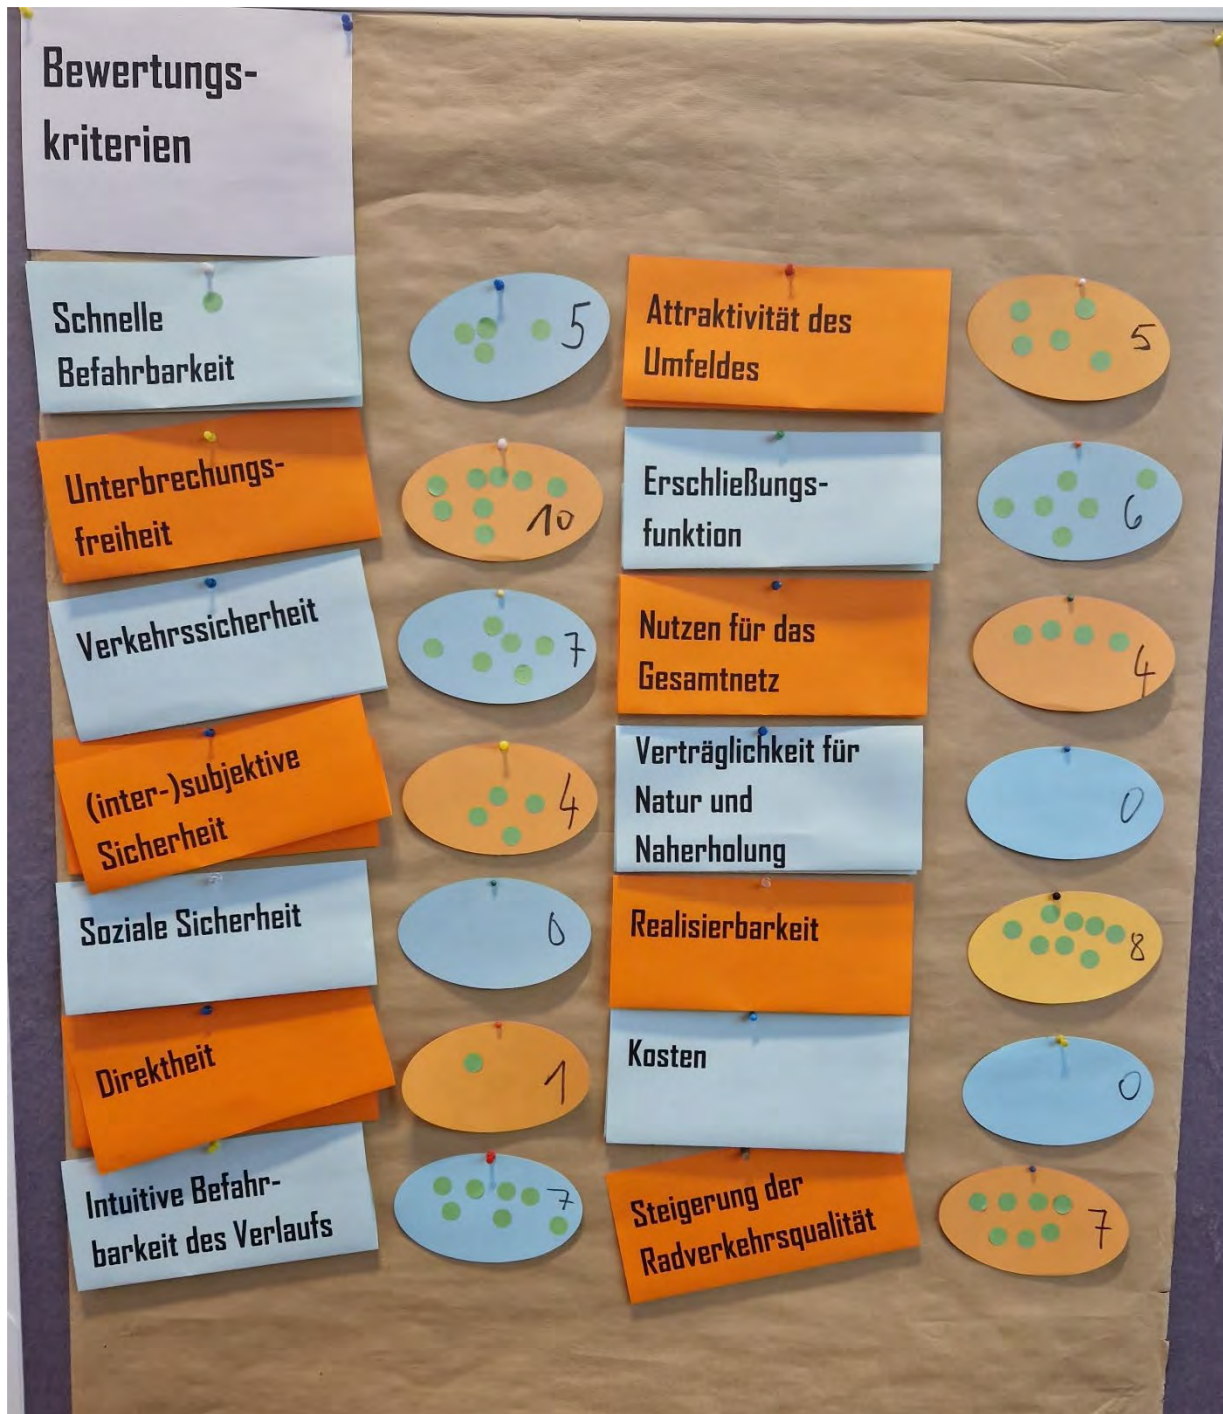 Bewertungs-
kriterien
Schnelle
Befahrbarkeit
5
Unterbrechungs-
freiheit
10
Verkehrssicherheit
7
(inter-)subjektive
Sicherheit
4
Soziale Sicherheit
0
Direktheit
1
Intuitive Befahr-
barkeit des Verlaufs
7
Attraktivität des
Umfeldes
5
Erschließungs-
funktion
6
Nutzen für das
Gesamtnetz
4
Verträglichkeit für
Natur und
Naherholung
0
Realisierbarkeit
8
Kosten
0
Steigerung der
Radverkehrsqualität
7